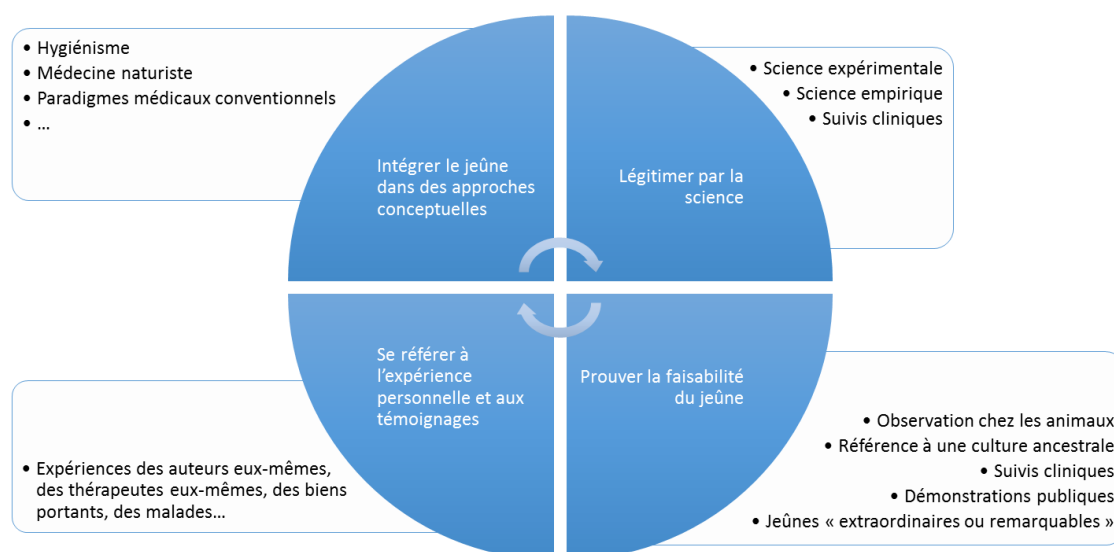 • Hygiénisme
• Médecine naturiste
• Paradigmes médicaux conventionnels
• ...
Intégrer le jeûne
dans des approches
conceptuelles
• Science expérimentale
• Science empirique
• Suivis cliniques
Légitimer par la
science
Se référer à
l’expérience
personnelle et aux
témoignages
• Expériences des auteurs eux-mêmes,
des thérapeutes eux-mêmes, des biens
portants, des malades…
Prouver la faisabilité
du jeûne
• Observation chez les animaux
• Référence à une culture ancestrale
• Suivis cliniques
• Démonstrations publiques
• Jeûnes « extraordinaires ou remarquables »